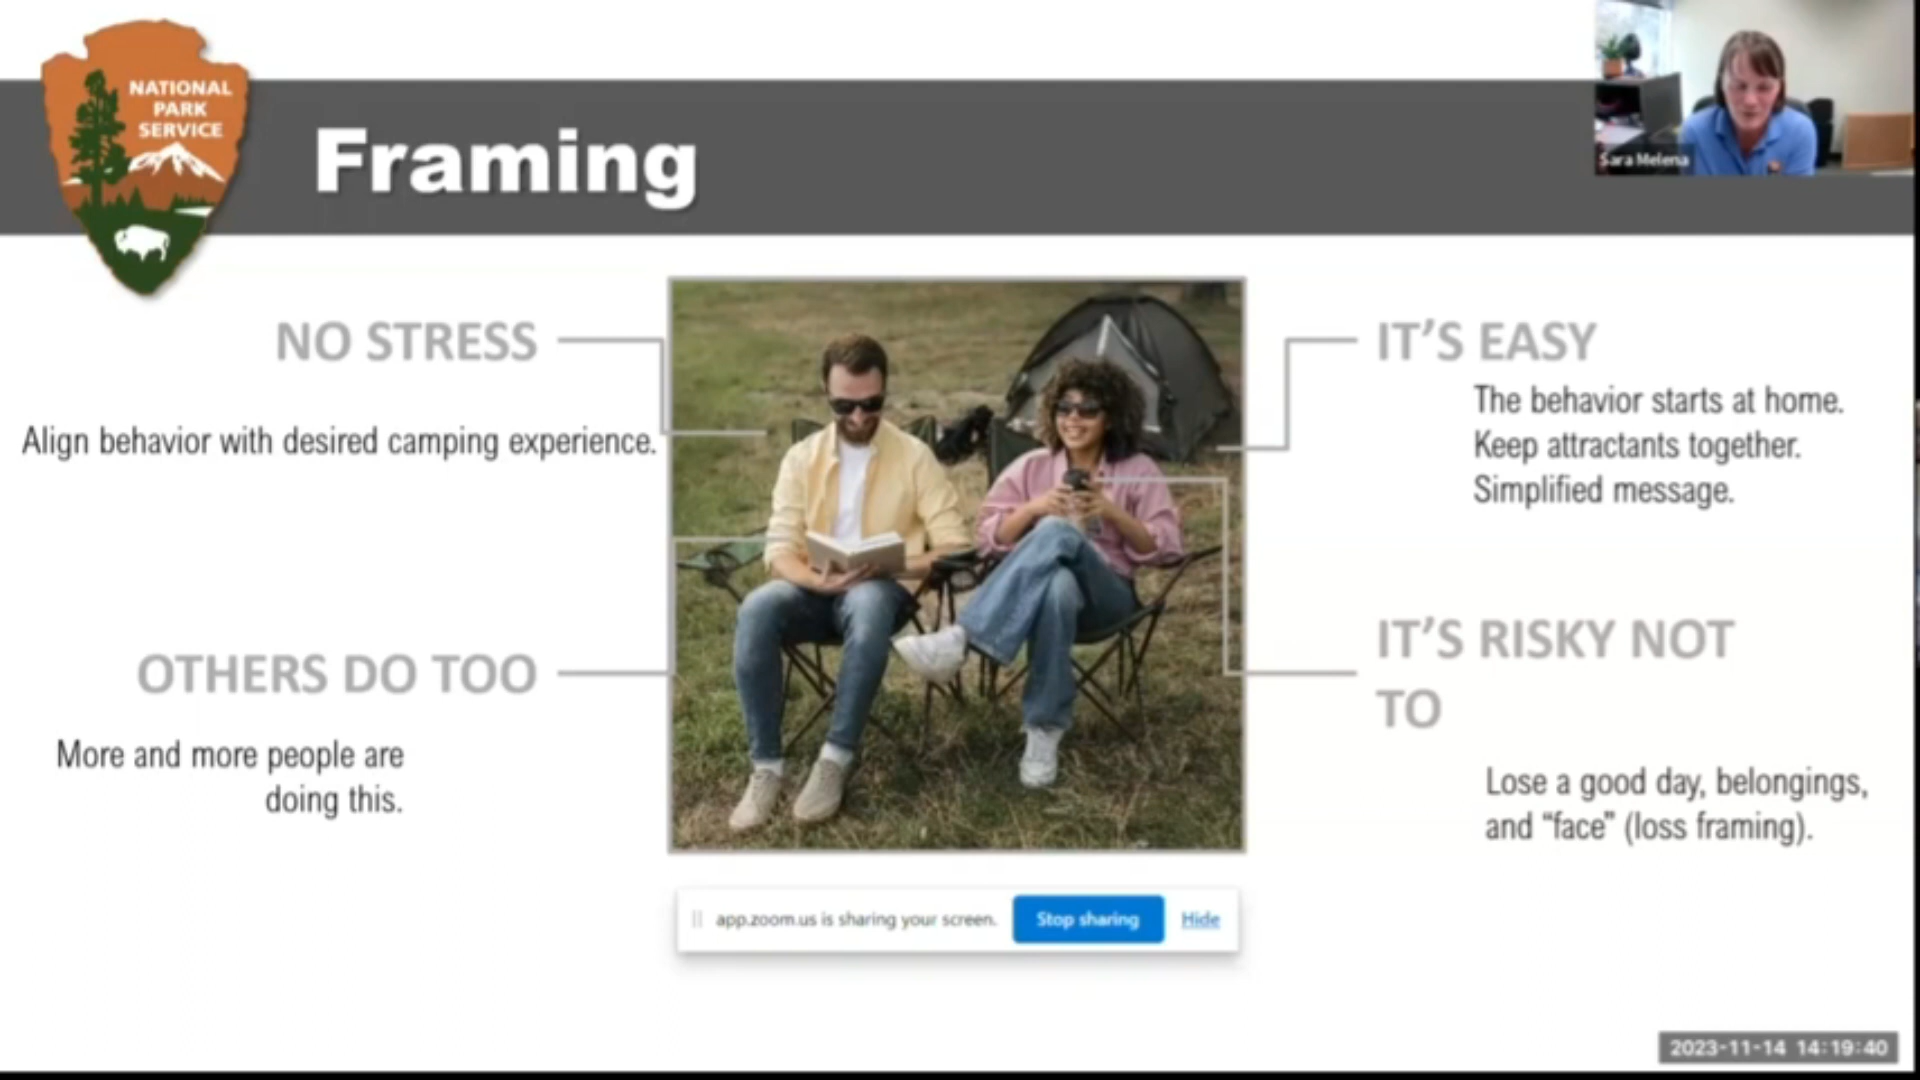 NATIONAL
PARK
SERVICE
Framing
Sara Melena
NO STRESS
Align behavior with desired camping experience.
OTHERS DO TOO
More and more people are
doing this.
IT'S EASY
The behavior starts at home.
Keep attractants together.
Simplified message.
IT'S RISKY NOT
TO
Lose a good day, belongings,
and “face” (loss framing).
app.zoom.us is sharing your screen.
Stop sharing
Hide
2023-11-14 14:19:40